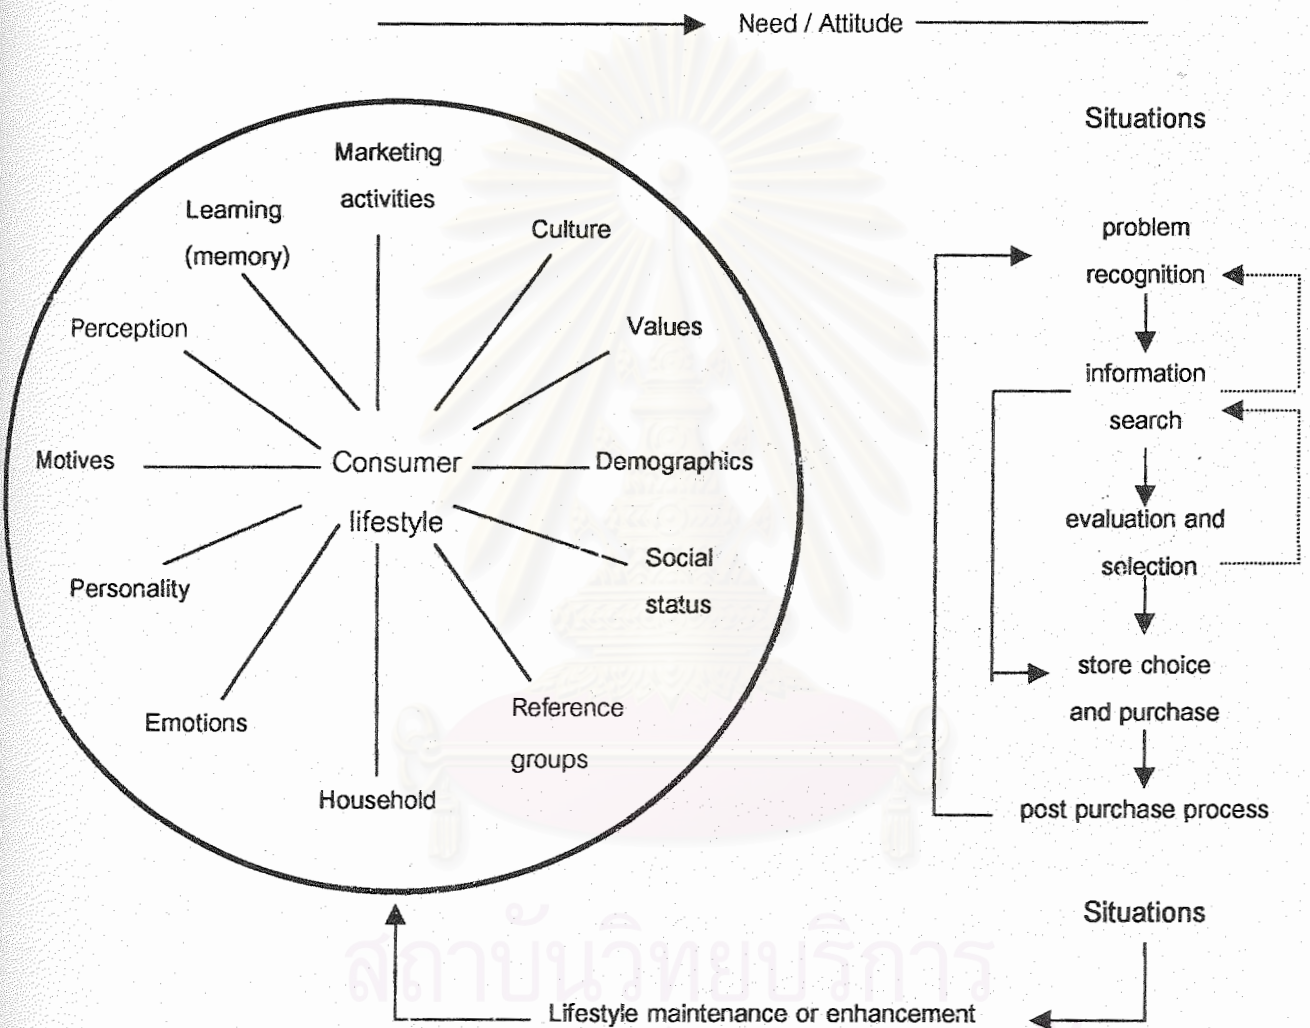 Need / Attitude
Marketing
activities
Learning
(memory)
Culture
Perception
Values
Motives
Consumer
lifestyle
Demographics
Personality
Social
status
Emotions
Reference
groups
Household
Situations
problem
recognition
information
search
evaluation and
selection
store choice
and purchase
post purchase process
Situations
Lifestyle maintenance or enhancement
สถาบันวิทยบริการ